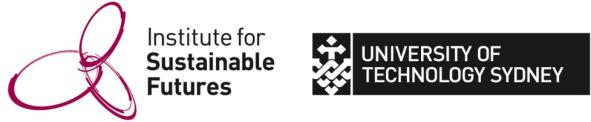 Institute for
Sustainable
Futures
UNIVERSITY OF
TECHNOLOGY SYDNEY